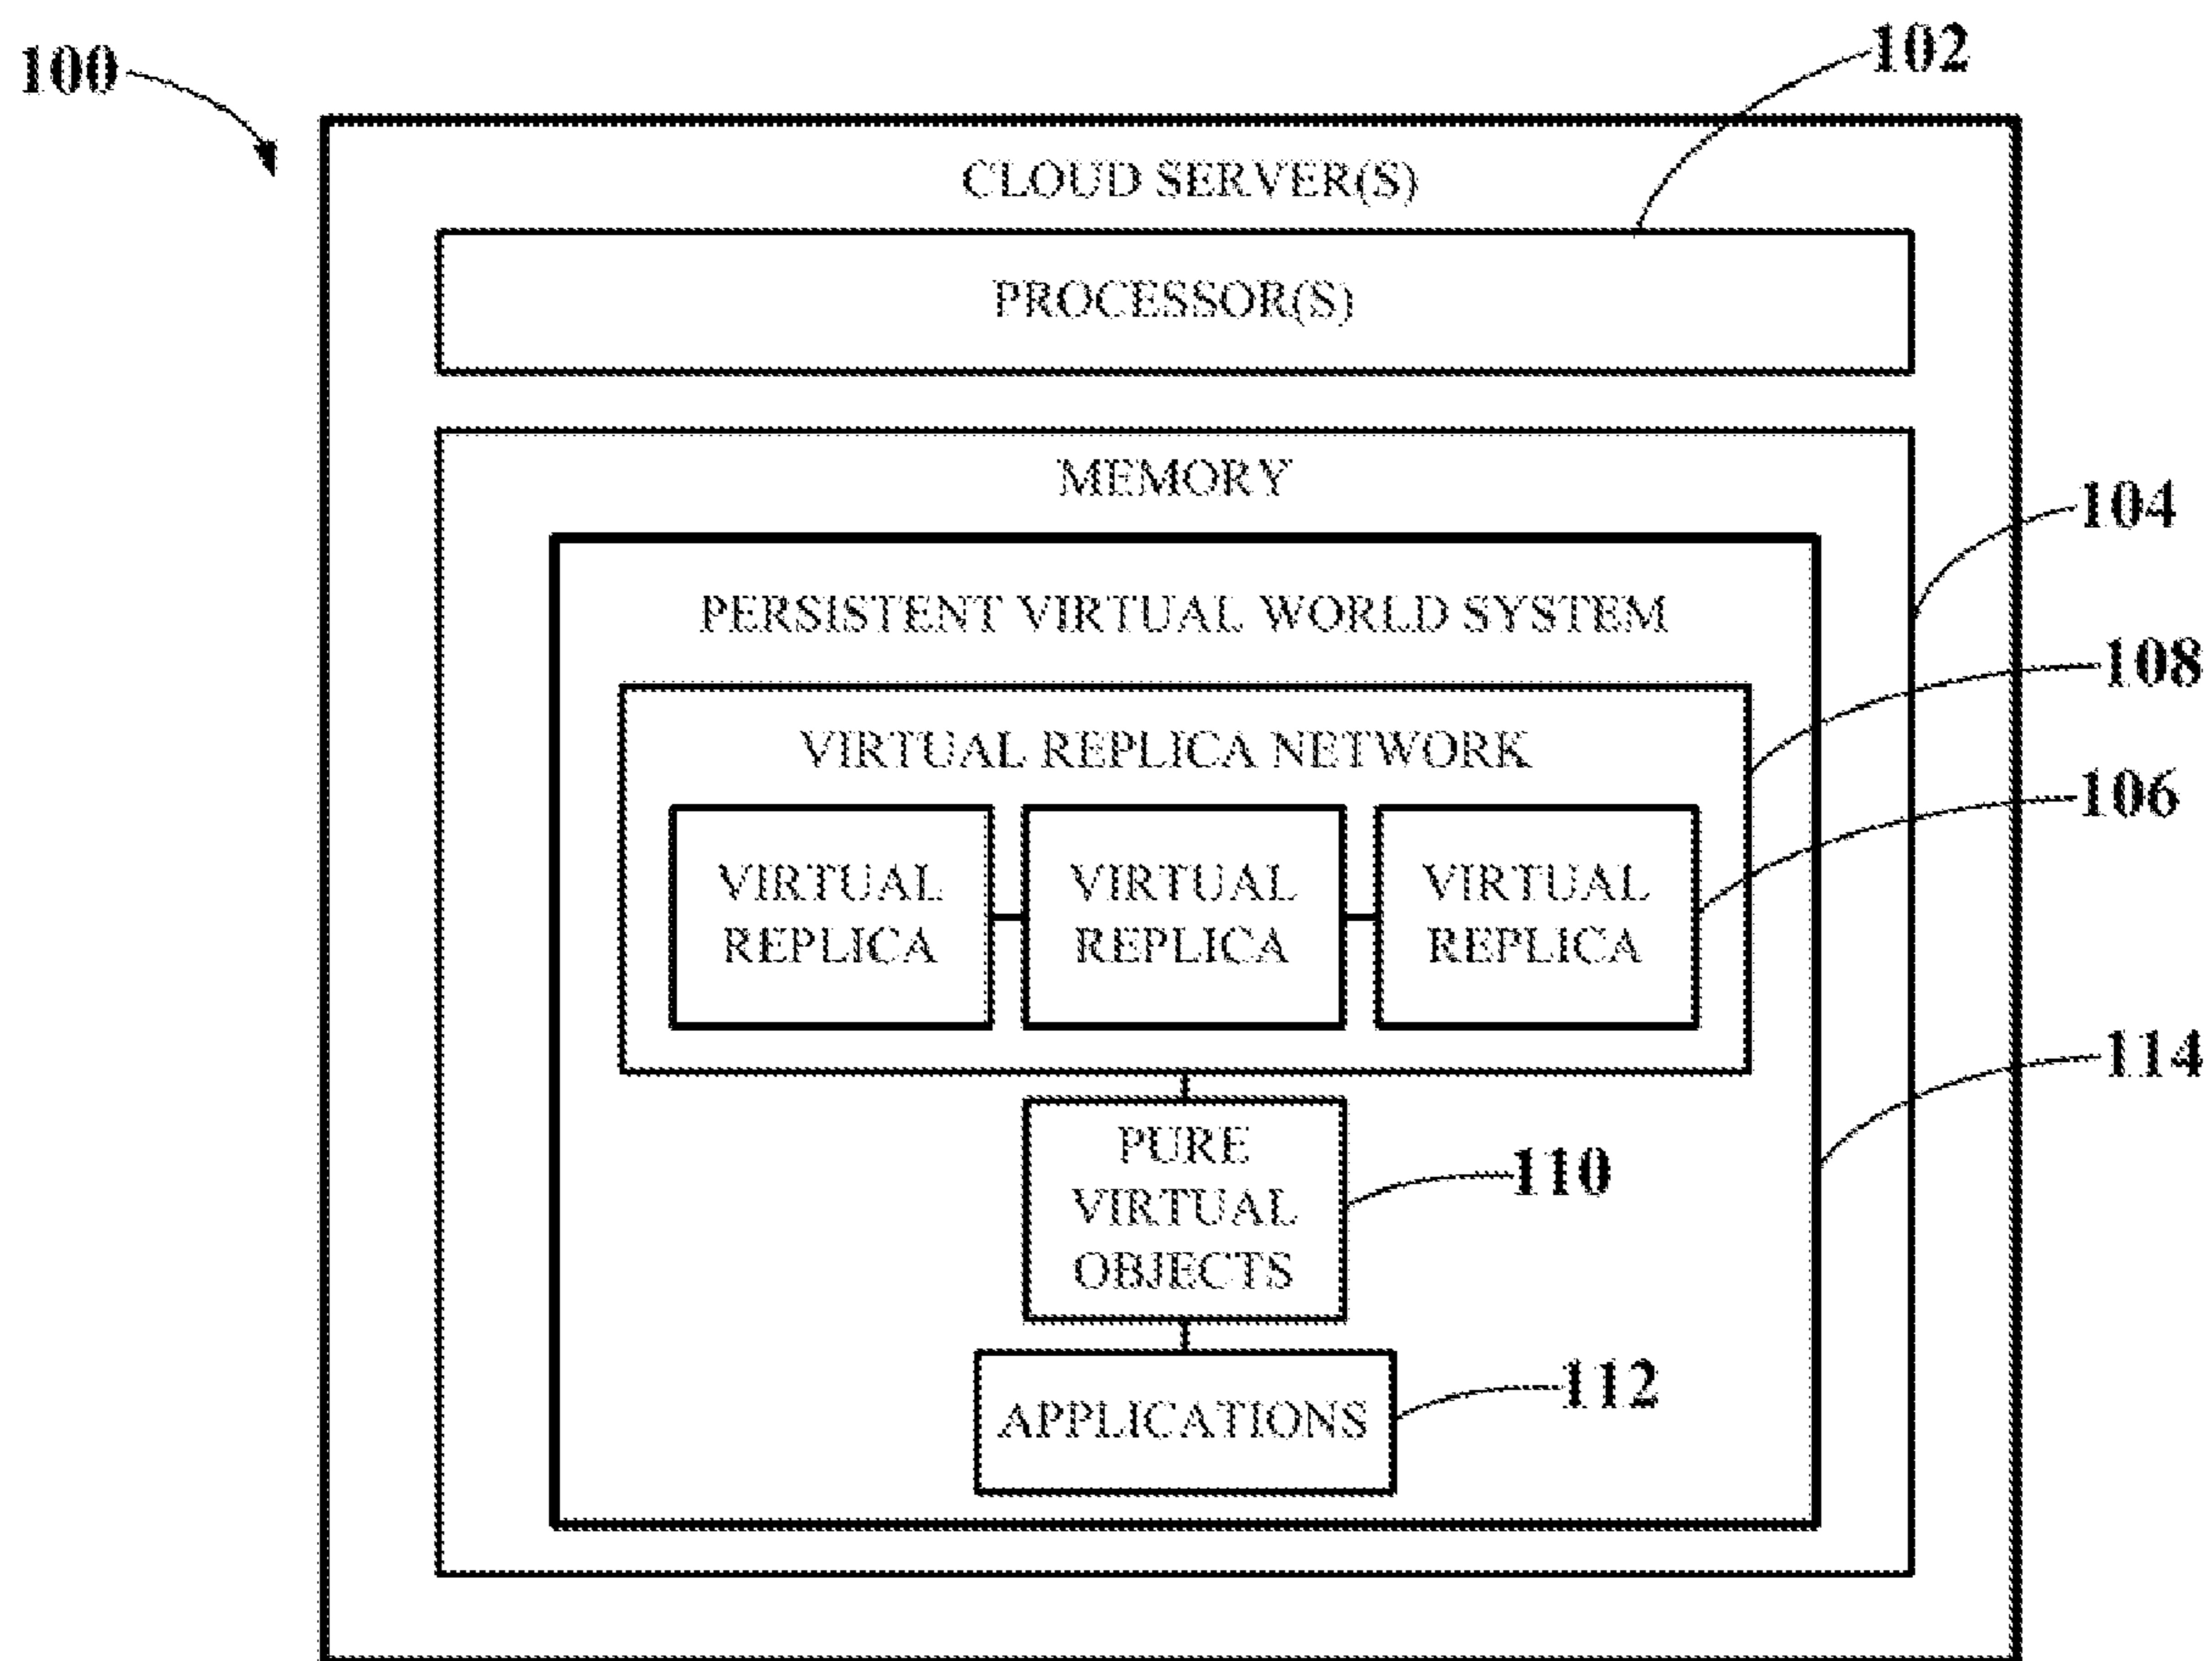 100
102
CLOUD SERVER(S)
PROCESSOR(S)
MEMORY
104
PERSISTENT VIRTUAL WORLD SYSTEM
108
VIRTUAL REPLICA NETWORK
106
VIRTUAL
REPLICA
VIRTUAL
REPLICA
VIRTUAL
REPLICA
114
PURE
VIRTUAL
OBJECTS
110
APPLICATIONS
112